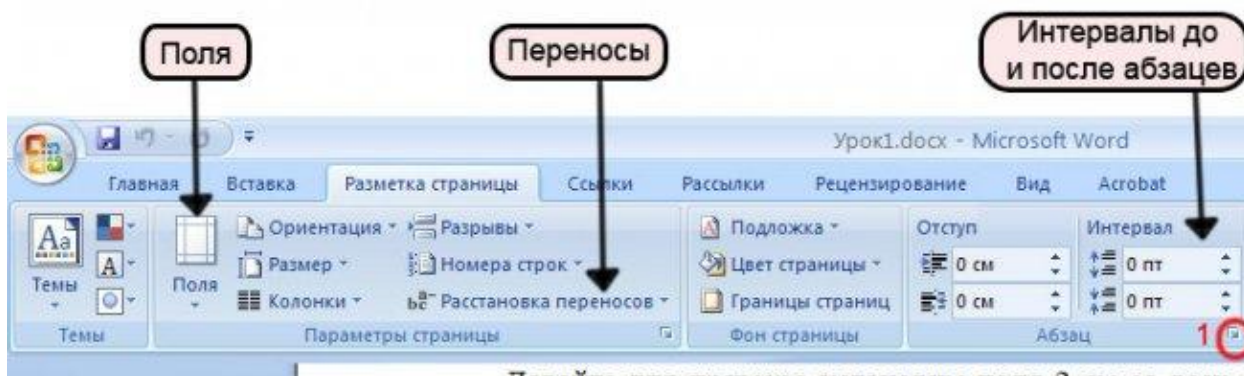 Поля
Переносы
Интервалы до
и после абзацев
Урок1.docx - Microsoft Word
Главная Вставка Разметка страницы Ссылки Рассылки Рецензирование Вид Acrobat
Aa
Темы
A
Поля
Ориентация
Размер
Колонки
Разрывы
Номера строк
Расстановка переносов
Подложка
Цвет страницы
Границы страниц
Отступ
0 см
0 см
Интервал
0 пт
0 пт
Темы
Параметры страницы
Фон страницы
Абзац
1